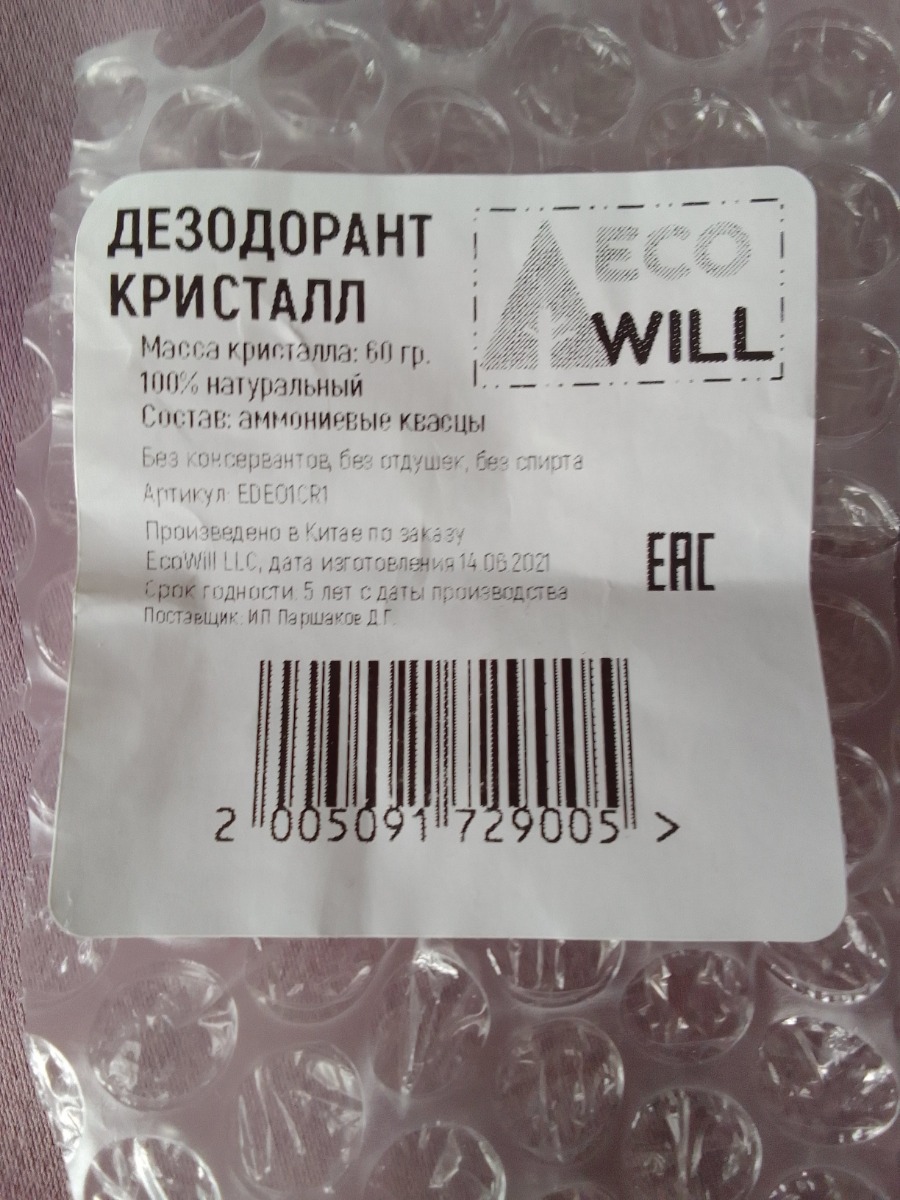 ДЕЗОДОРАНТ
КРИСТАЛЛ
ECO
WILL
Масса кристалла: 60 гр.
100% натуральный
Состав: аммониевые квасцы
Без консервантов, без отдушек, без спирта
Артикул: EDE01CR1
Произведено в Китае по заказу
EcoWill LLC, дата изготовления 14.06.2021
Срок годности: 5 лет с даты производства
Поставщик: ИП Паршаков Д.Г.
EAC
2 005091 729005 >